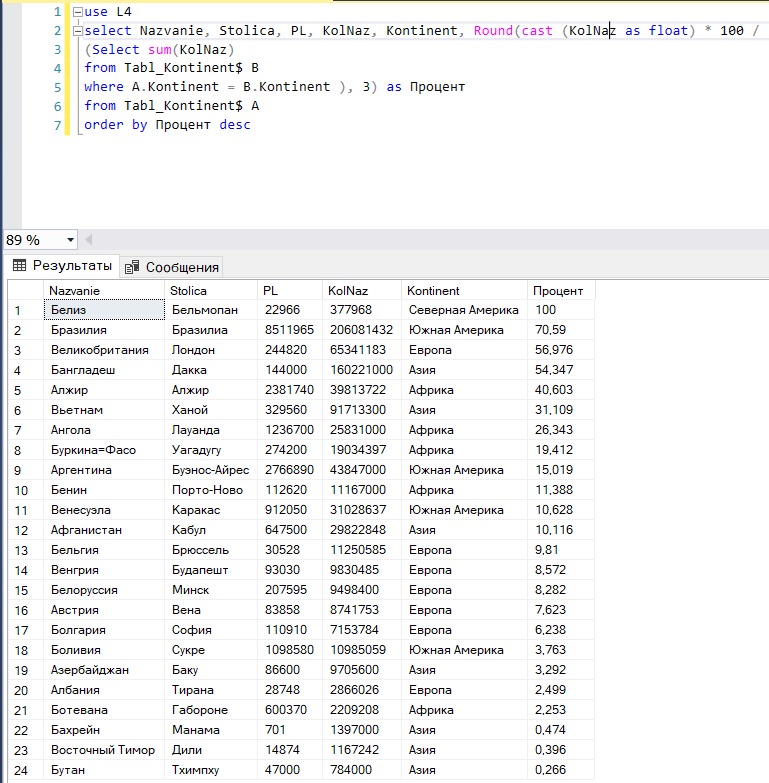 1 use L4
2 select Nazvanie, Stolica, PL, KolNaz, Kontinent, Round(cast (KolNaz as float) * 100 /
3 (Select sum(KolNaz)
4 from Tabl_Kontinent$ B
5 where A.Kontinent = B.Kontinent ), 3) as Процент
6 from Tabl_Kontinent$ A
7 order by Процент desc
89 %
Результаты Сообщения
Nazvanie Stolica PL KolNaz Kontinent Процент
1 Белиз Бельмопан 22966 377968 Северная Америка 100
2 Бразилия Бразилиа 8511965 206081432 Южная Америка 70,59
3 Великобритания Лондон 244820 65341183 Европа 56,976
4 Бангладеш Дакка 144000 160221000 Азия 54,347
5 Алжир Алжир 2381740 39813722 Африка 40,603
6 Вьетнам Ханой 329560 91713300 Азия 31,109
7 Ангола Лауанда 1236700 25831000 Африка 26,343
8 Буркина=Фасо Уагадугу 274200 19034397 Африка 19,412
9 Аргентина Буэнос-Айрес 2766890 43847000 Южная Америка 15,019
10 Бенин Порто-Ново 112620 11167000 Африка 11,388
11 Венесуэла Каракас 912050 31028637 Южная Америка 10,628
12 Афганистан Кабул 647500 29822848 Азия 10,116
13 Бельгия Брюссель 30528 11250585 Европа 9,81
14 Венгрия Будапешт 93030 9830485 Европа 8,572
15 Белоруссия Минск 207595 9498400 Европа 8,282
16 Австрия Вена 83858 8741753 Европа 7,623
17 Болгария София 110910 7153784 Европа 6,238
18 Боливия Сукре 1098580 10985059 Южная Америка 3,763
19 Азербайджан Баку 86600 9705600 Азия 3,292
20 Албания Тирана 28748 2866026 Европа 2,499
21 Ботевана Габороне 600370 2209208 Африка 2,253
22 Бахрейн Манама 701 1397000 Азия 0,474
23 Восточный Тимор Дили 14874 1167242 Азия 0,396
24 Бутан Тхимпху 47000 784000 Азия 0,266